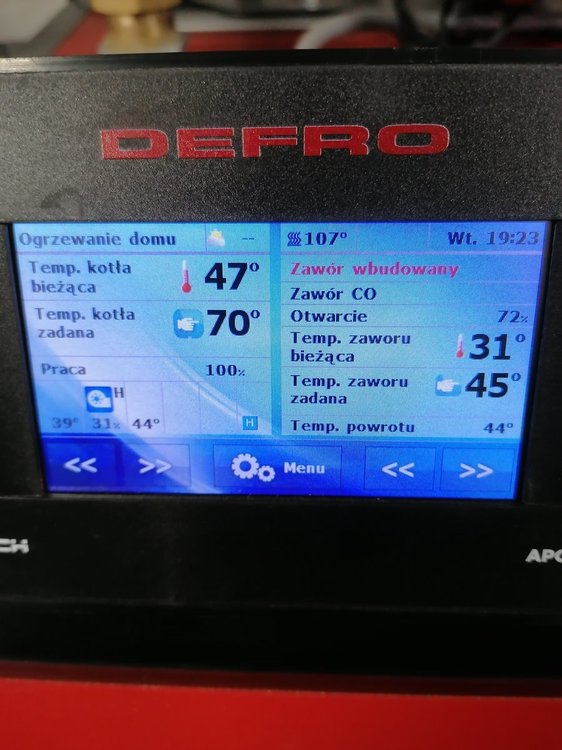 DEFRO
Ogrzewanie domu --
Temp. kotła
bieżąca 47°
Temp. kotła
zadana 70°
Praca 100%
H
39° 31% 44° H
107° Wt. 19:23
Zawór wbudowany
Zawór CO
Otwarcie 72%
Temp. zaworu
bieżąca 31°
Temp. zaworu
zadana 45°
Temp. powrotu 44°
<< >> Menu << >>
CH
APO